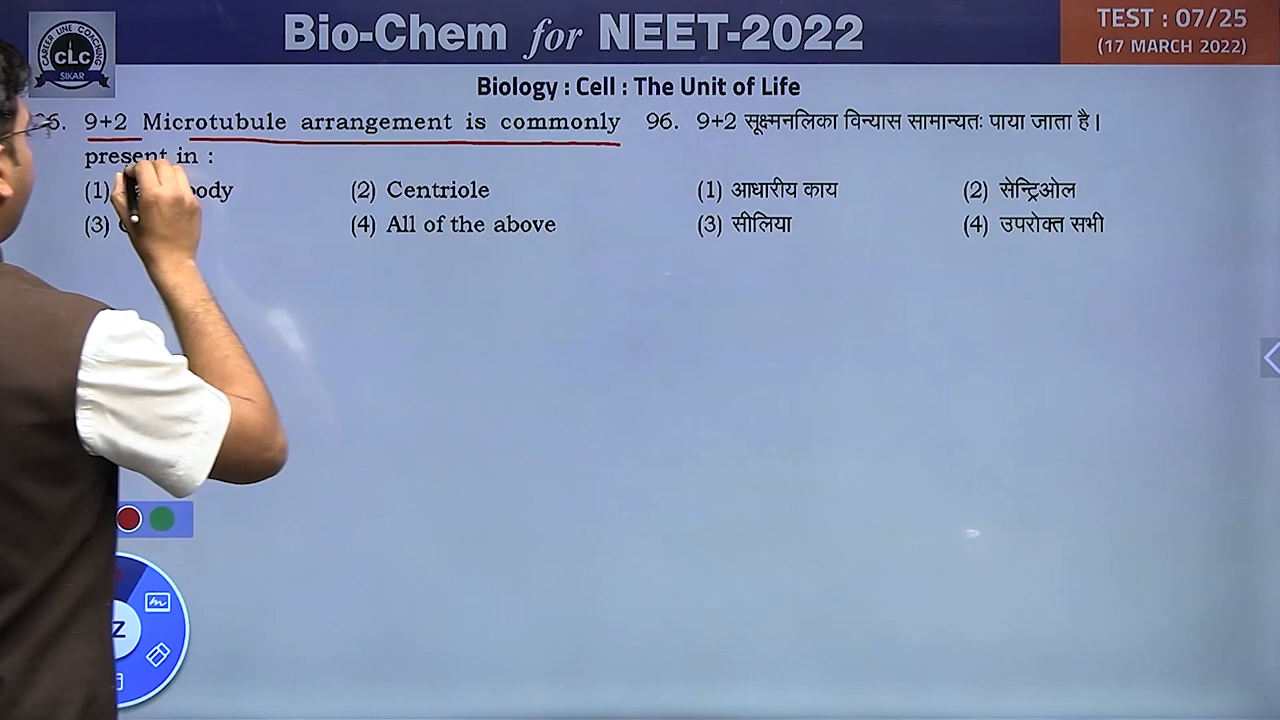 Bio-Chem for NEET-2022
TEST : 07/25
(17 MARCH 2022)
CAREER LINE COACHING
CLC
SIKAR
Biology : Cell : The Unit of Life
6. 9+2 Microtubule arrangement is commonly
present in :
(1) body (2) Centriole
(3) (4) All of the above
96. 9+2 सूक्ष्मनलिका विन्यास सामान्यतः पाया जाता है।
(1) आधारीय काय (2) सेन्ट्रिओल
(3) सीलिया (4) उपरोक्त सभी
Z